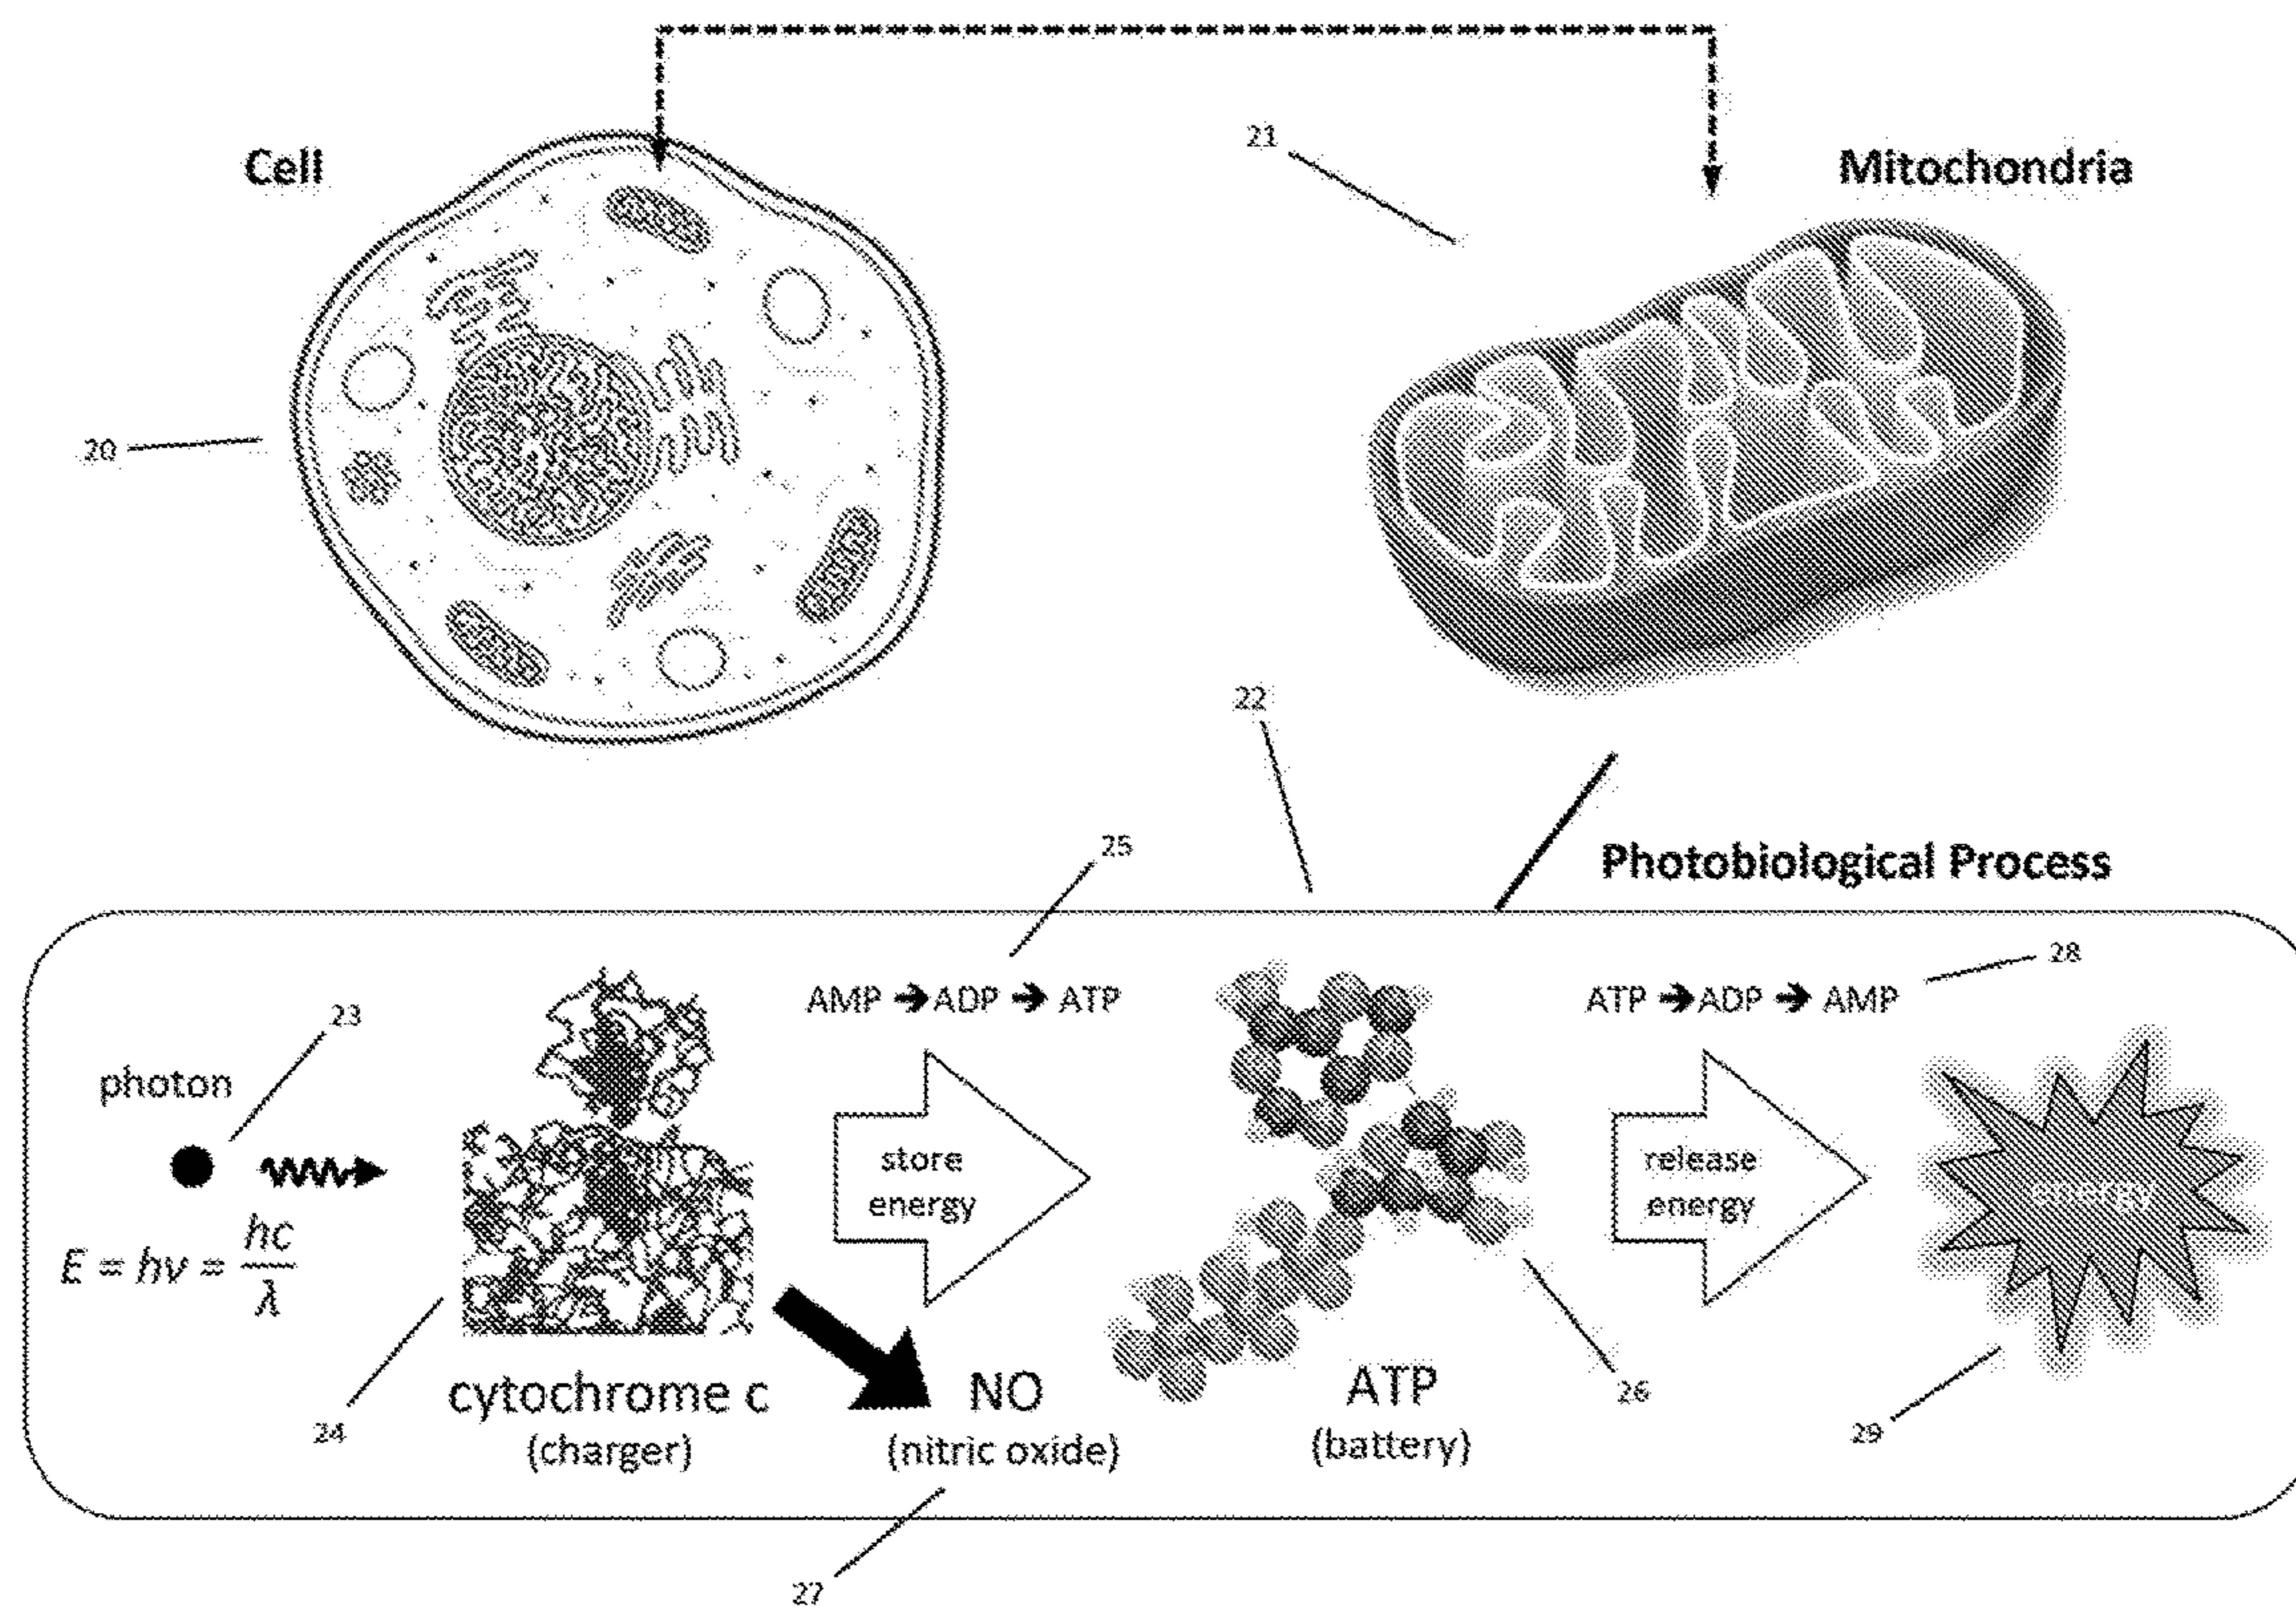 Cell
21
Mitochondria
20
22
25
Photobiological Process
28
23
AMP ➔ ADP ➔ ATP
ATP ➔ ADP ➔ AMP
photon
store
energy
release
energy
energy
E = hν = hc/λ
24
cytochrome c
(charger)
NO
(nitric oxide)
ATP
(battery)
26
29
27